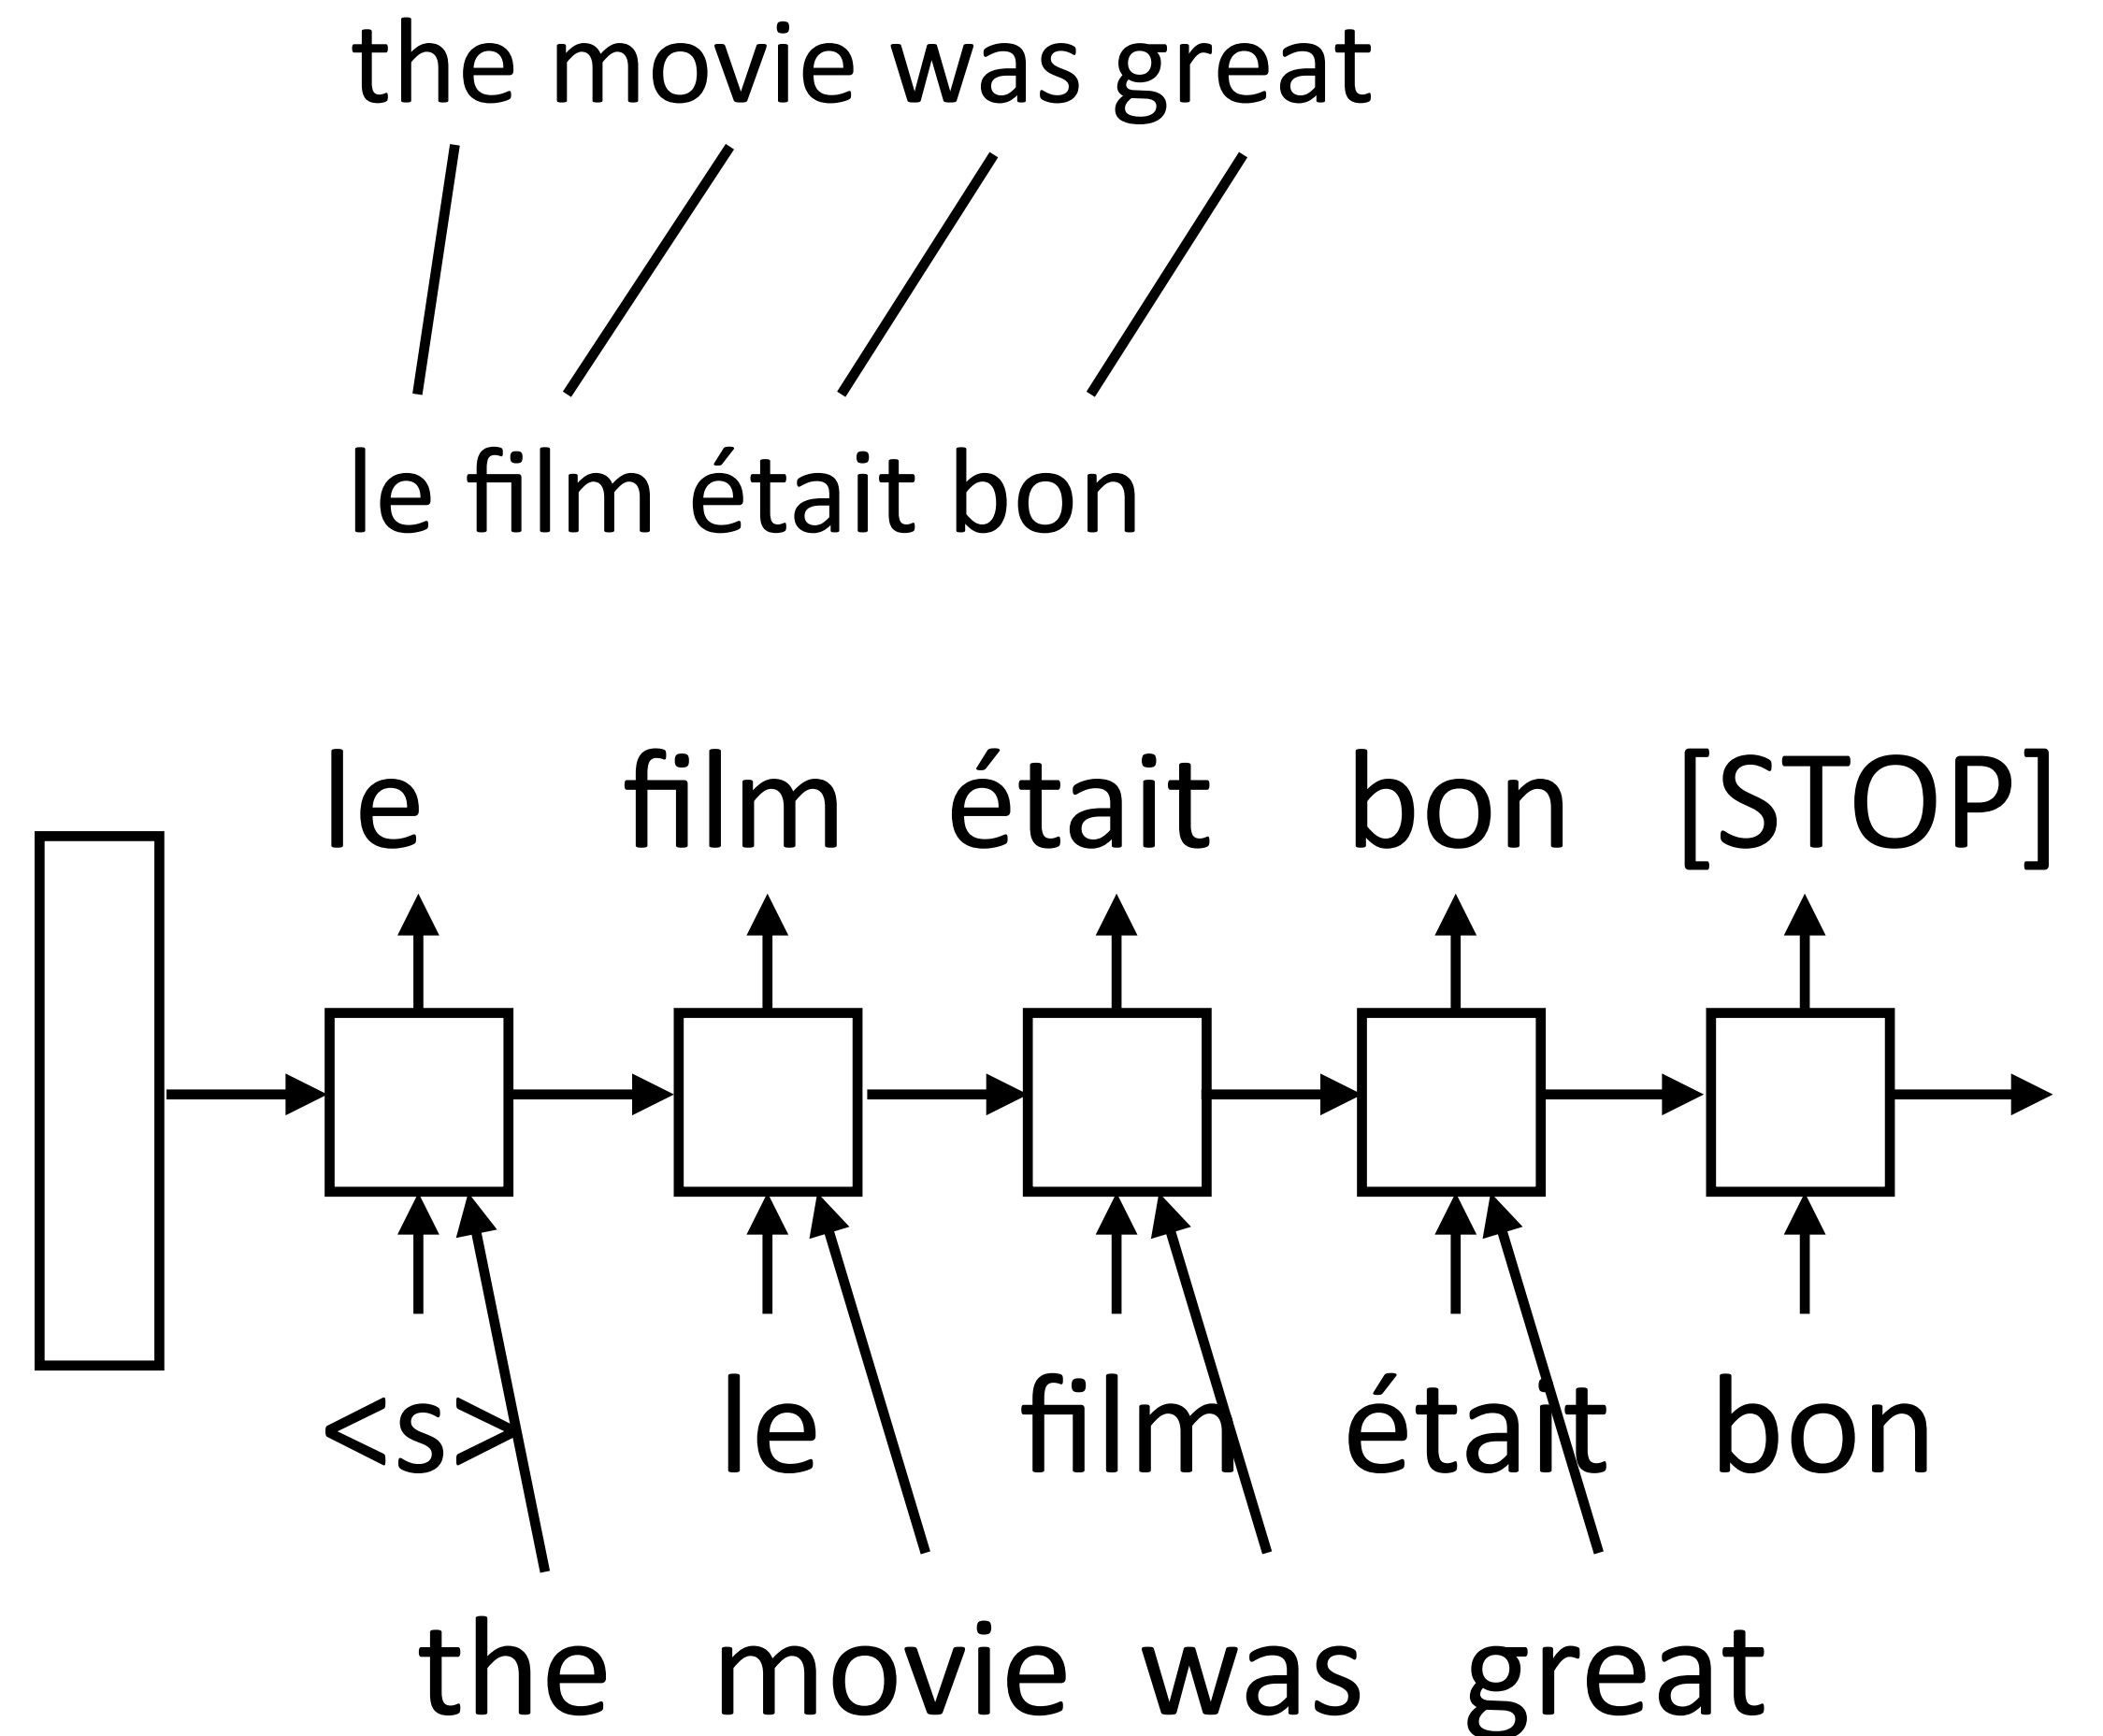 the movie was great
le film était bon
le film était bon [STOP]
<s> le film était bon
the movie was great